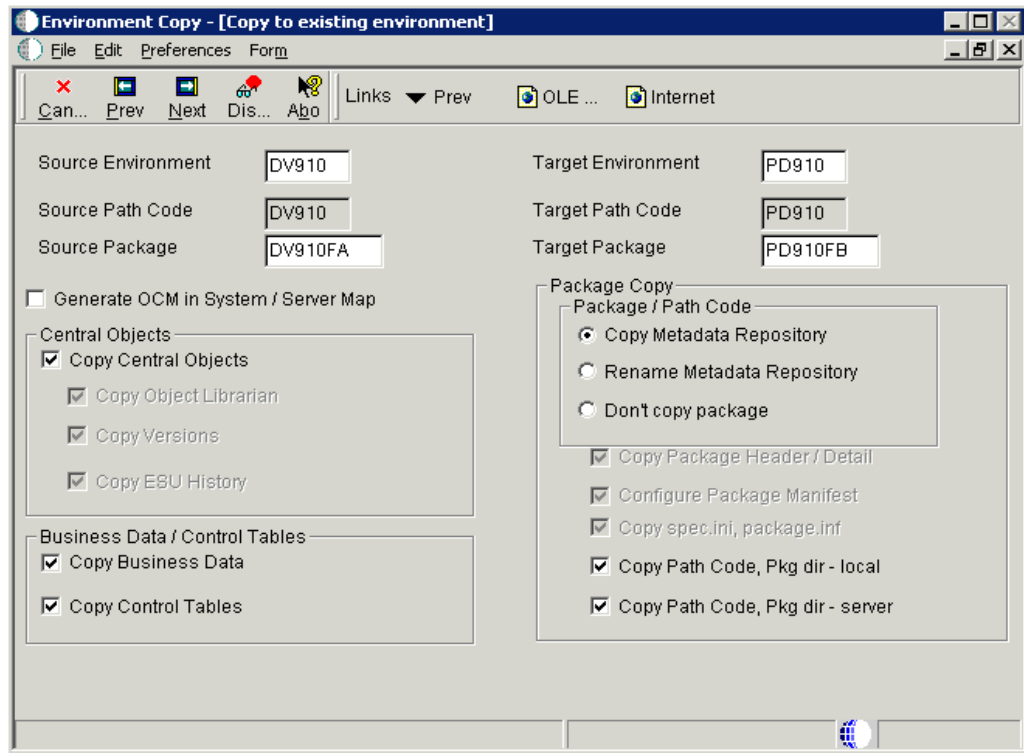 Environment Copy - [Copy to existing environment]
File Edit Preferences Form
Can... Prev Next Dis... Abo Links Prev OLE ... Internet
Source Environment DV910 Target Environment PD910
Source Path Code DV910 Target Path Code PD910
Source Package DV910FA Target Package PD910FB
Generate OCM in System / Server Map
Central Objects
Copy Central Objects
Copy Object Librarian
Copy Versions
Copy ESU History
Business Data / Control Tables
Copy Business Data
Copy Control Tables
Package Copy
Package / Path Code
Copy Metadata Repository
Rename Metadata Repository
Don't copy package
Copy Package Header / Detail
Configure Package Manifest
Copy spec.ini, package.inf
Copy Path Code, Pkg dir - local
Copy Path Code, Pkg dir - server